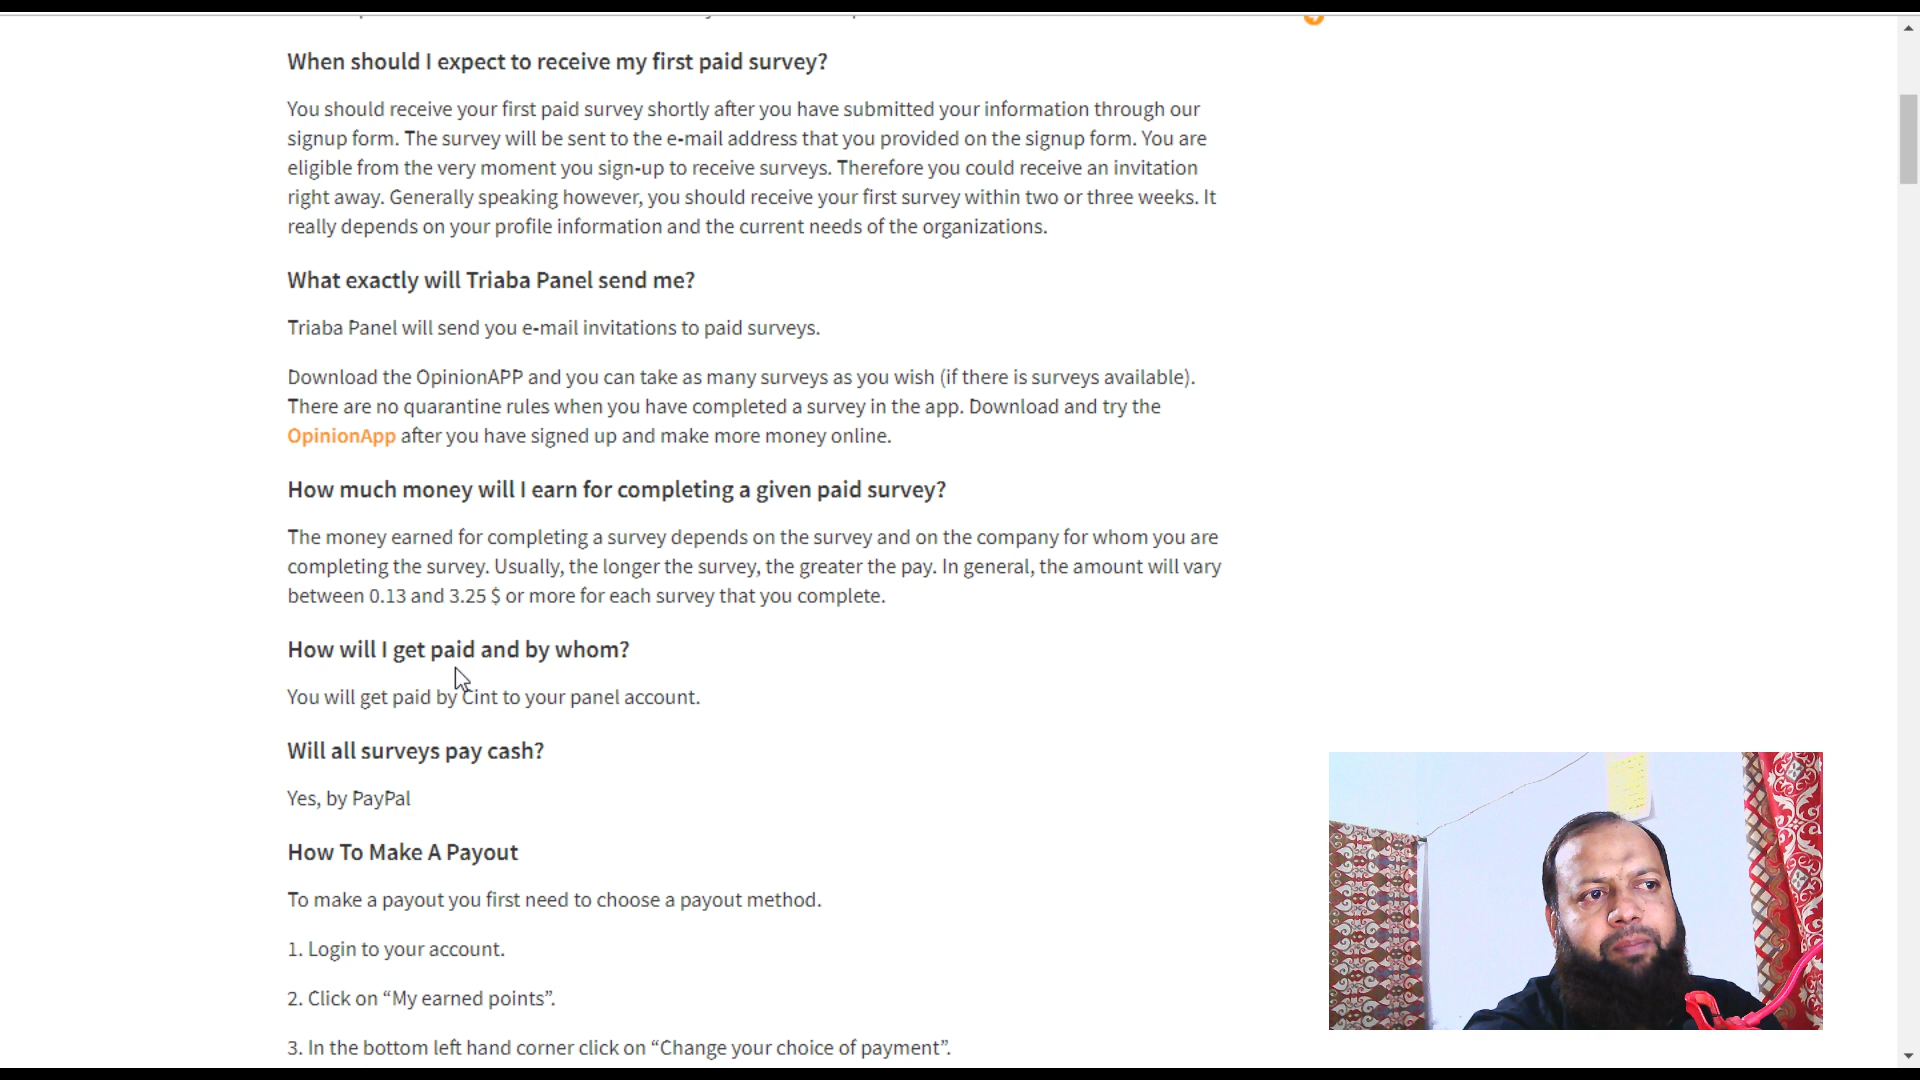 When should I expect to receive my first paid survey?
You should receive your first paid survey shortly after you have submitted your information through our
signup form. The survey will be sent to the e-mail address that you provided on the signup form. You are
eligible from the very moment you sign-up to receive surveys. Therefore you could receive an invitation
right away. Generally speaking however, you should receive your first survey within two or three weeks. It
really depends on your profile information and the current needs of the organizations.
What exactly will Triaba Panel send me?
Triaba Panel will send you e-mail invitations to paid surveys.
Download the OpinionAPP and you can take as many surveys as you wish (if there is surveys available).
There are no quarantine rules when you have completed a survey in the app. Download and try the
OpinionApp after you have signed up and make more money online.
How much money will I earn for completing a given paid survey?
The money earned for completing a survey depends on the survey and on the company for whom you are
completing the survey. Usually, the longer the survey, the greater the pay. In general, the amount will vary
between 0.13 and 3.25 $ or more for each survey that you complete.
How will I get paid and by whom?
You will get paid by Cint to your panel account.
Will all surveys pay cash?
Yes, by PayPal
How To Make A Payout
To make a payout you first need to choose a payout method.
1. Login to your account.
2. Click on “My earned points”.
3. In the bottom left hand corner click on “Change your choice of payment”.